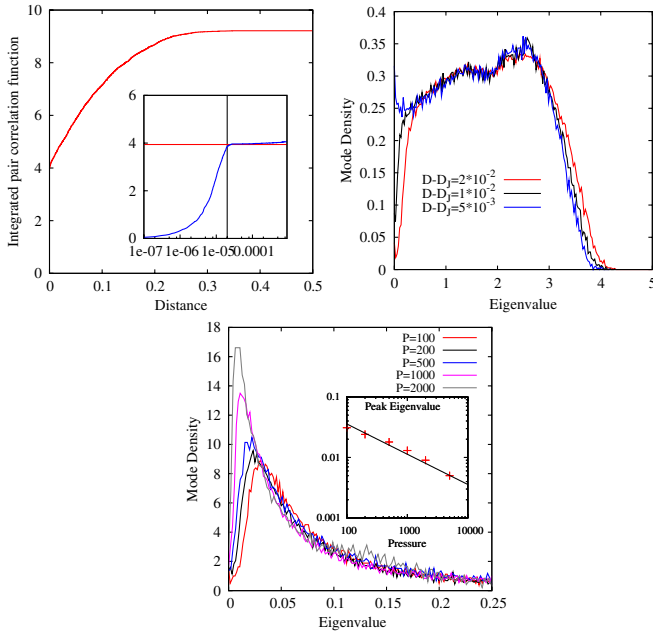 Integrated pair correlation function
10
8
6
4
2
0
0
0.1
0.2
0.3
0.4
0.5
Distance
6
4
2
0
1e-07
1e-06
1e-05
0.0001
Mode Density
0.4
0.35
0.3
0.25
0.2
0.15
0.1
0.05
0
0
1
2
3
4
5
Eigenvalue
D-DJ=2*10-2
D-DJ=1*10-2
D-DJ=5*10-3
Mode Density
18
16
14
12
10
8
6
4
2
0
0
0.05
0.1
0.15
0.2
0.25
Eigenvalue
P=100
P=200
P=500
P=1000
P=2000
Peak Eigenvalue
0.1
0.01
0.001
100
1000
10000
Pressure